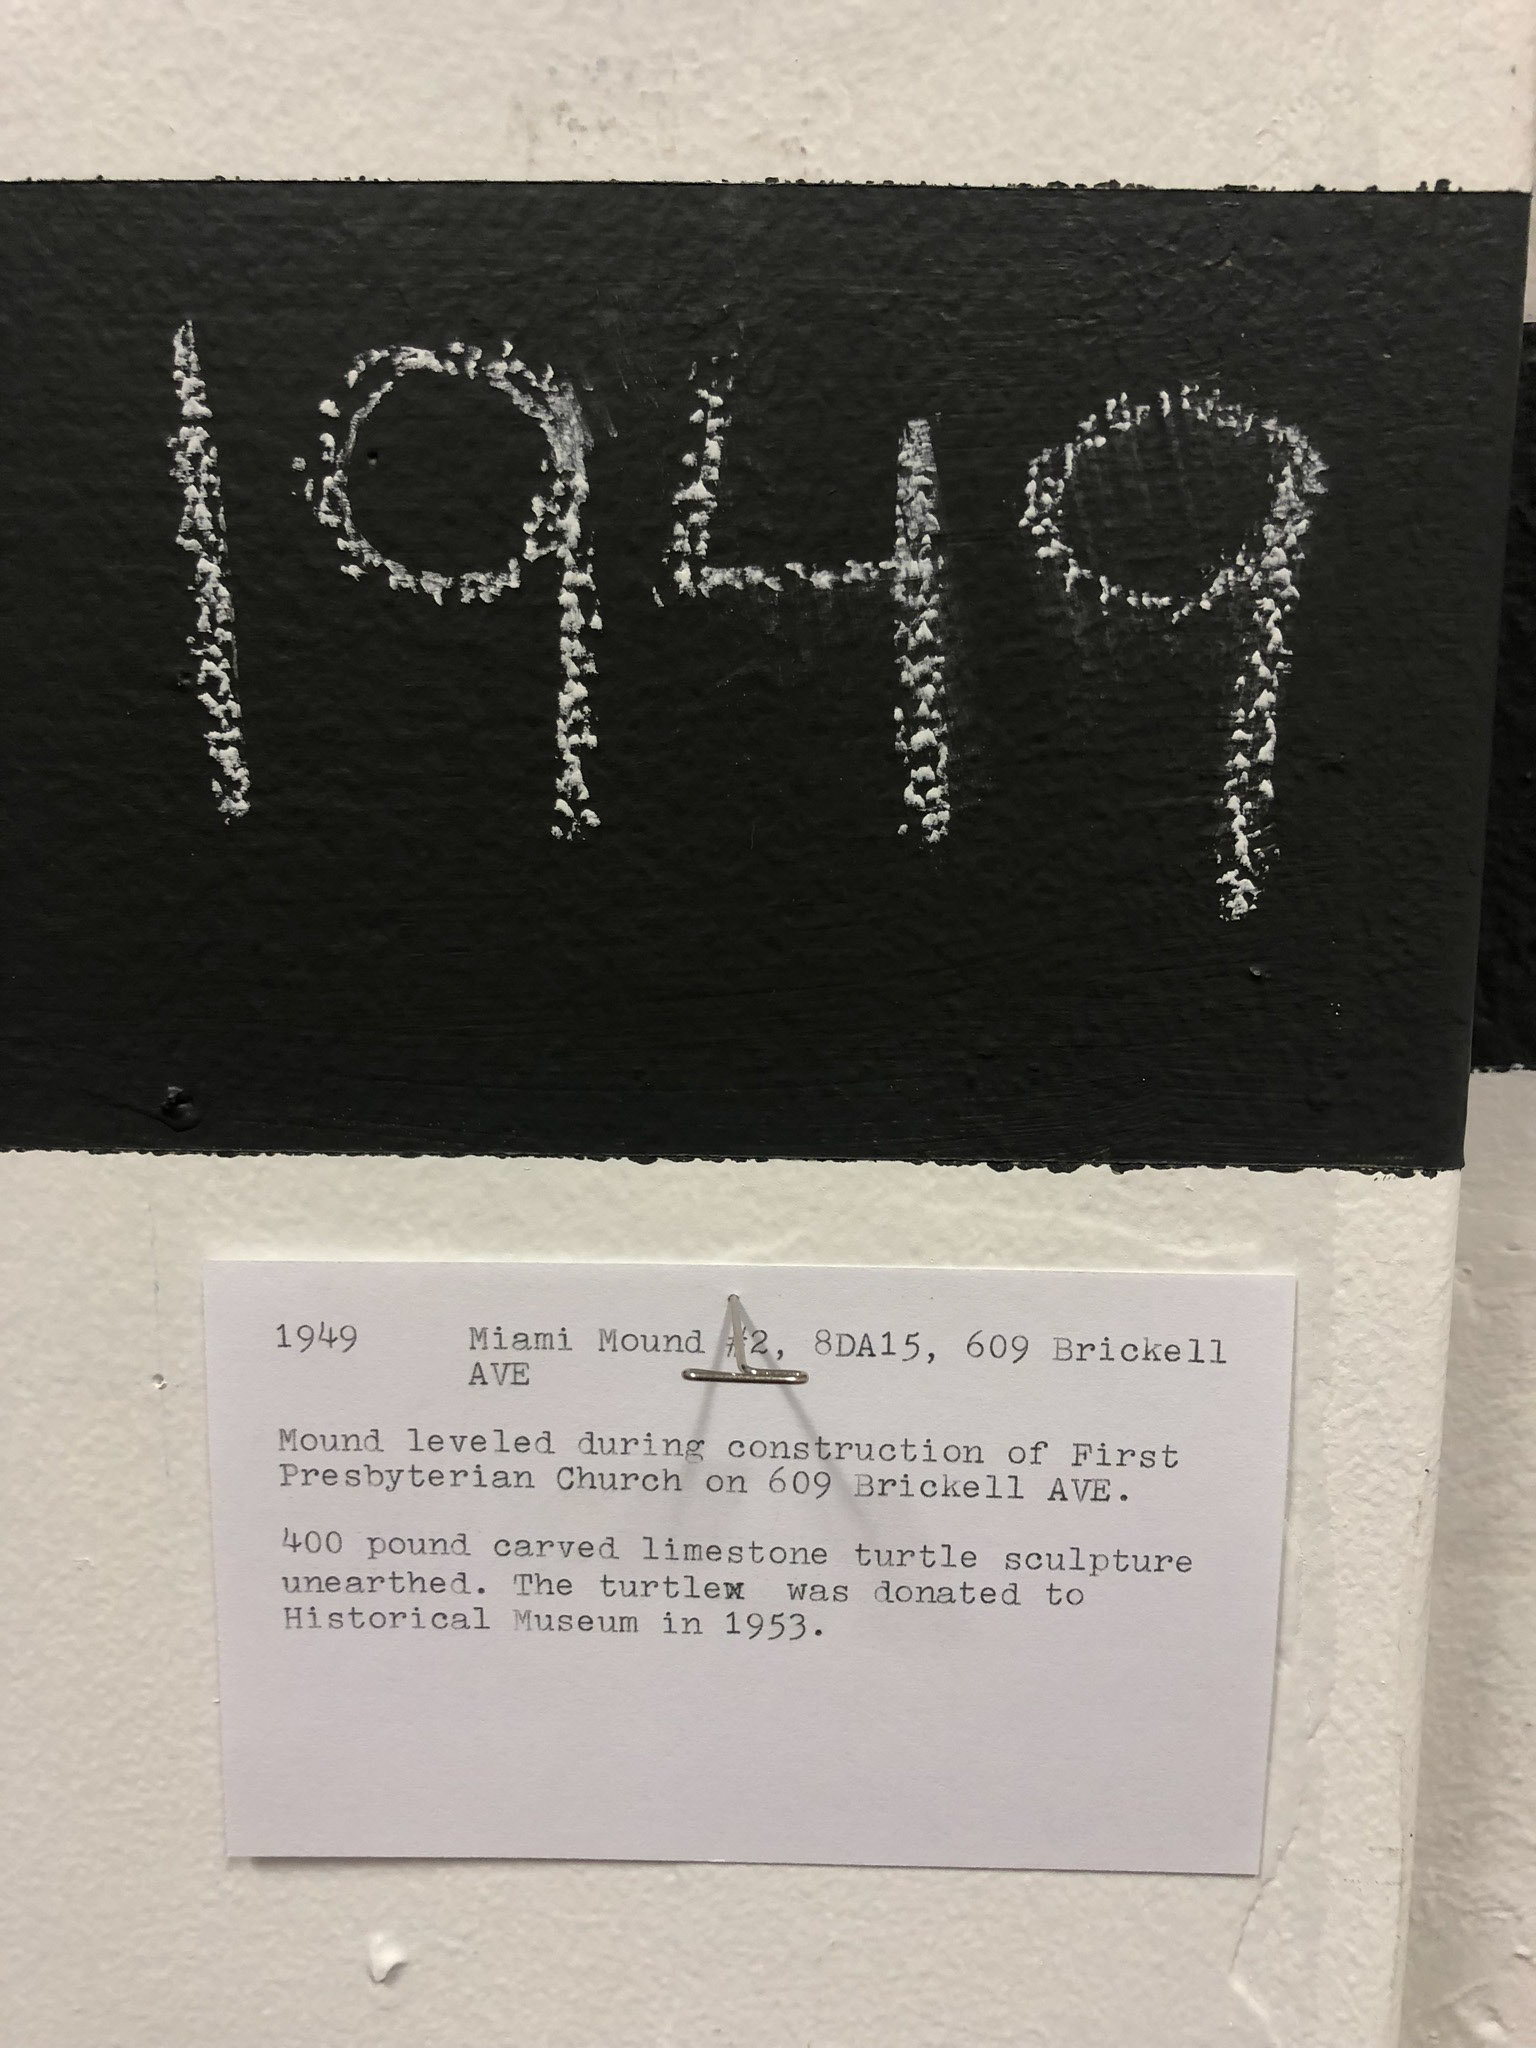 1949
1949 Miami Mound #2, 8DA15, 609 Brickell
AVE
Mound leveled during construction of First
Presbyterian Church on 609 Brickell AVE.
400 pound carved limestone turtle sculpture
unearthed. The turtlex was donated to
Historical Museum in 1953.